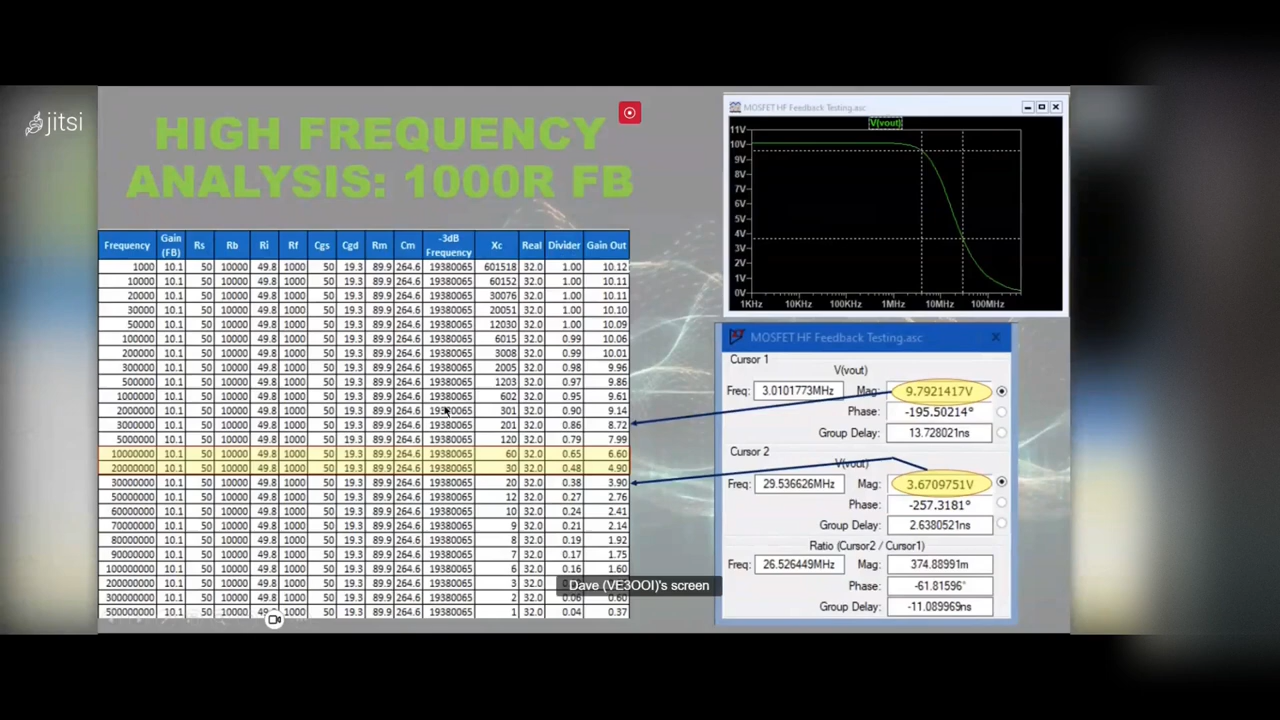 jitsi
HIGH FREQUENCY
ANALYSIS: 1000R FB
Frequency Gain (FB) Rs Rb Ri Rf Cgs Cgd Rm Cm -3dB Frequency Xc Real Divider Gain Out
1000 10.1 50 10000 49.8 1000 50 19.3 89.9 264.6 19380065 601518 32.0 1.00 10.12
10000 10.1 50 10000 49.8 1000 50 19.3 89.9 264.6 19380065 60152 32.0 1.00 10.11
20000 10.1 50 10000 49.8 1000 50 19.3 89.9 264.6 19380065 30076 32.0 1.00 10.11
30000 10.1 50 10000 49.8 1000 50 19.3 89.9 264.6 19380065 20051 32.0 1.00 10.10
50000 10.1 50 10000 49.8 1000 50 19.3 89.9 264.6 19380065 12030 32.0 1.00 10.09
100000 10.1 50 10000 49.8 1000 50 19.3 89.9 264.6 19380065 6015 32.0 0.99 10.06
200000 10.1 50 10000 49.8 1000 50 19.3 89.9 264.6 19380065 3008 32.0 0.99 10.01
300000 10.1 50 10000 49.8 1000 50 19.3 89.9 264.6 19380065 2005 32.0 0.98 9.96
500000 10.1 50 10000 49.8 1000 50 19.3 89.9 264.6 19380065 1203 32.0 0.97 9.86
1000000 10.1 50 10000 49.8 1000 50 19.3 89.9 264.6 19380065 602 32.0 0.95 9.61
2000000 10.1 50 10000 49.8 1000 50 19.3 89.9 264.6 19380065 301 32.0 0.90 9.14
3000000 10.1 50 10000 49.8 1000 50 19.3 89.9 264.6 19380065 201 32.0 0.86 8.72
5000000 10.1 50 10000 49.8 1000 50 19.3 89.9 264.6 19380065 120 32.0 0.79 7.99
10000000 10.1 50 10000 49.8 1000 50 19.3 89.9 264.6 19380065 60 32.0 0.65 6.60
20000000 10.1 50 10000 49.8 1000 50 19.3 89.9 264.6 19380065 30 32.0 0.48 4.90
30000000 10.1 50 10000 49.8 1000 50 19.3 89.9 264.6 19380065 20 32.0 0.38 3.90
50000000 10.1 50 10000 49.8 1000 50 19.3 89.9 264.6 19380065 12 32.0 0.27 2.76
60000000 10.1 50 10000 49.8 1000 50 19.3 89.9 264.6 19380065 10 32.0 0.24 2.41
70000000 10.1 50 10000 49.8 1000 50 19.3 89.9 264.6 19380065 9 32.0 0.21 2.14
80000000 10.1 50 10000 49.8 1000 50 19.3 89.9 264.6 19380065 8 32.0 0.19 1.92
90000000 10.1 50 10000 49.8 1000 50 19.3 89.9 264.6 19380065 7 32.0 0.17 1.75
100000000 10.1 50 10000 49.8 1000 50 19.3 89.9 264.6 19380065 6 32.0 0.16 1.60
200000000 10.1 50 10000 49.8 1000 50 19.3 89.9 264.6 19380065 3 32.0
300000000 10.1 50 10000 49.8 1000 50 19.3 89.9 264.6 19380065 2 32.0 0.06 0.60
500000000 10.1 50 10000 1000 50 19.3 89.9 264.6 19380065 1 32.0 0.04 0.37
Dave (VE3OOI)'s screen
MOSFET HF Feedback Testing.asc
V(vout)
11V
10V
9V
8V
7V
6V
5V
4V
3V
2V
1V
0V
1KHz 10KHz 100KHz 1MHz 10MHz 100MHz
MOSFET HF Feedback Testing.asc
Cursor 1
V(vout)
Freq: 3.0101773MHz Mag: 9.7921417V
Phase: -195.50214°
Group Delay: 13.728021ns
Cursor 2
V(vout)
Freq: 29.536626MHz Mag: 3.6709751V
Phase: -257.3181°
Group Delay: 2.6380521ns
Ratio (Cursor2 / Cursor1)
Freq: 26.526449MHz Mag: 374.88991m
Phase: -61.81596°
Group Delay: -11.089969ns